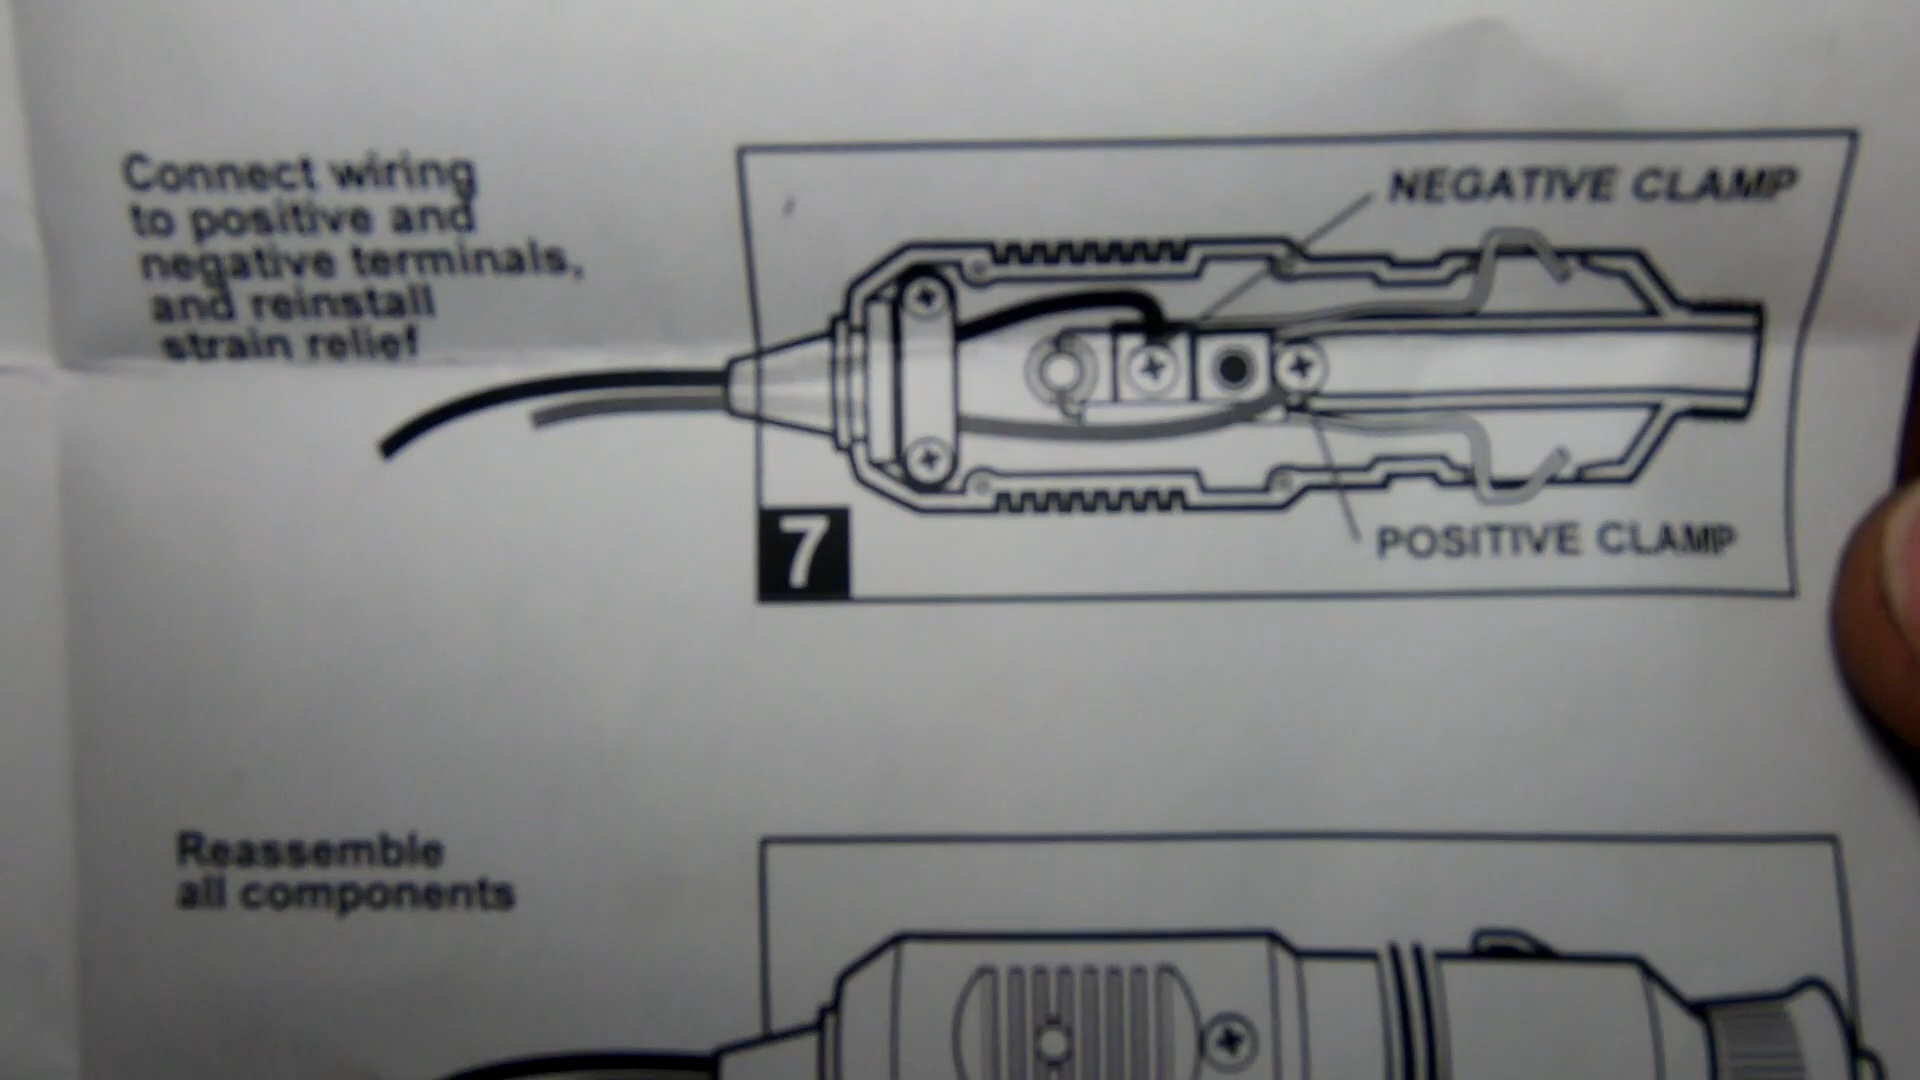 Connect wiring
to positive and
negative terminals,
and reinstall
strain relief
NEGATIVE CLAMP
POSITIVE CLAMP
7
Reassemble
all components